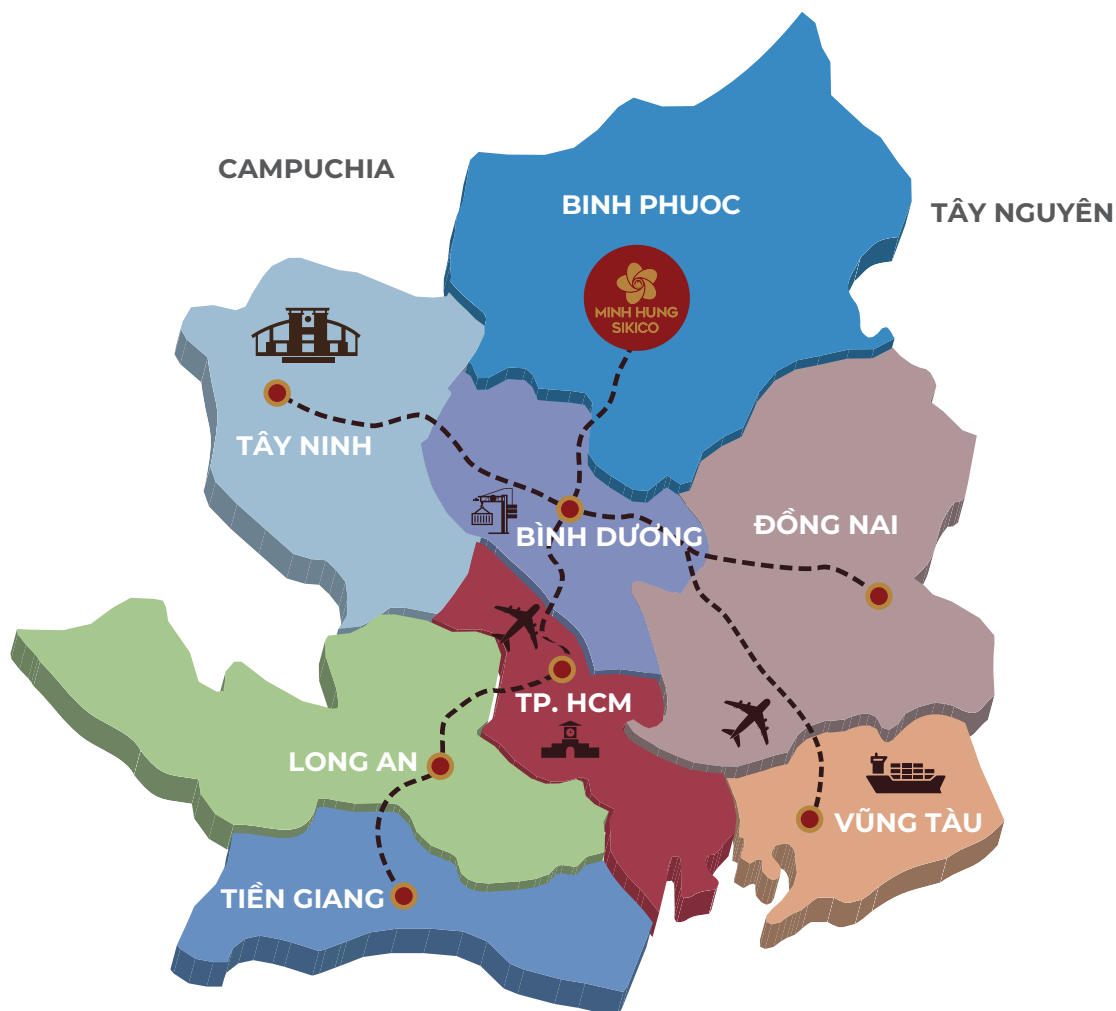 CAMPUCHIA
BINH PHUOC
TÂY NGUYÊN
MINH HUNG
SIKICO
TÂY NINH
ĐỒNG NAI
BÌNH DƯƠNG
TP. HCM
LONG AN
VŨNG TÀU
TIỀN GIANG